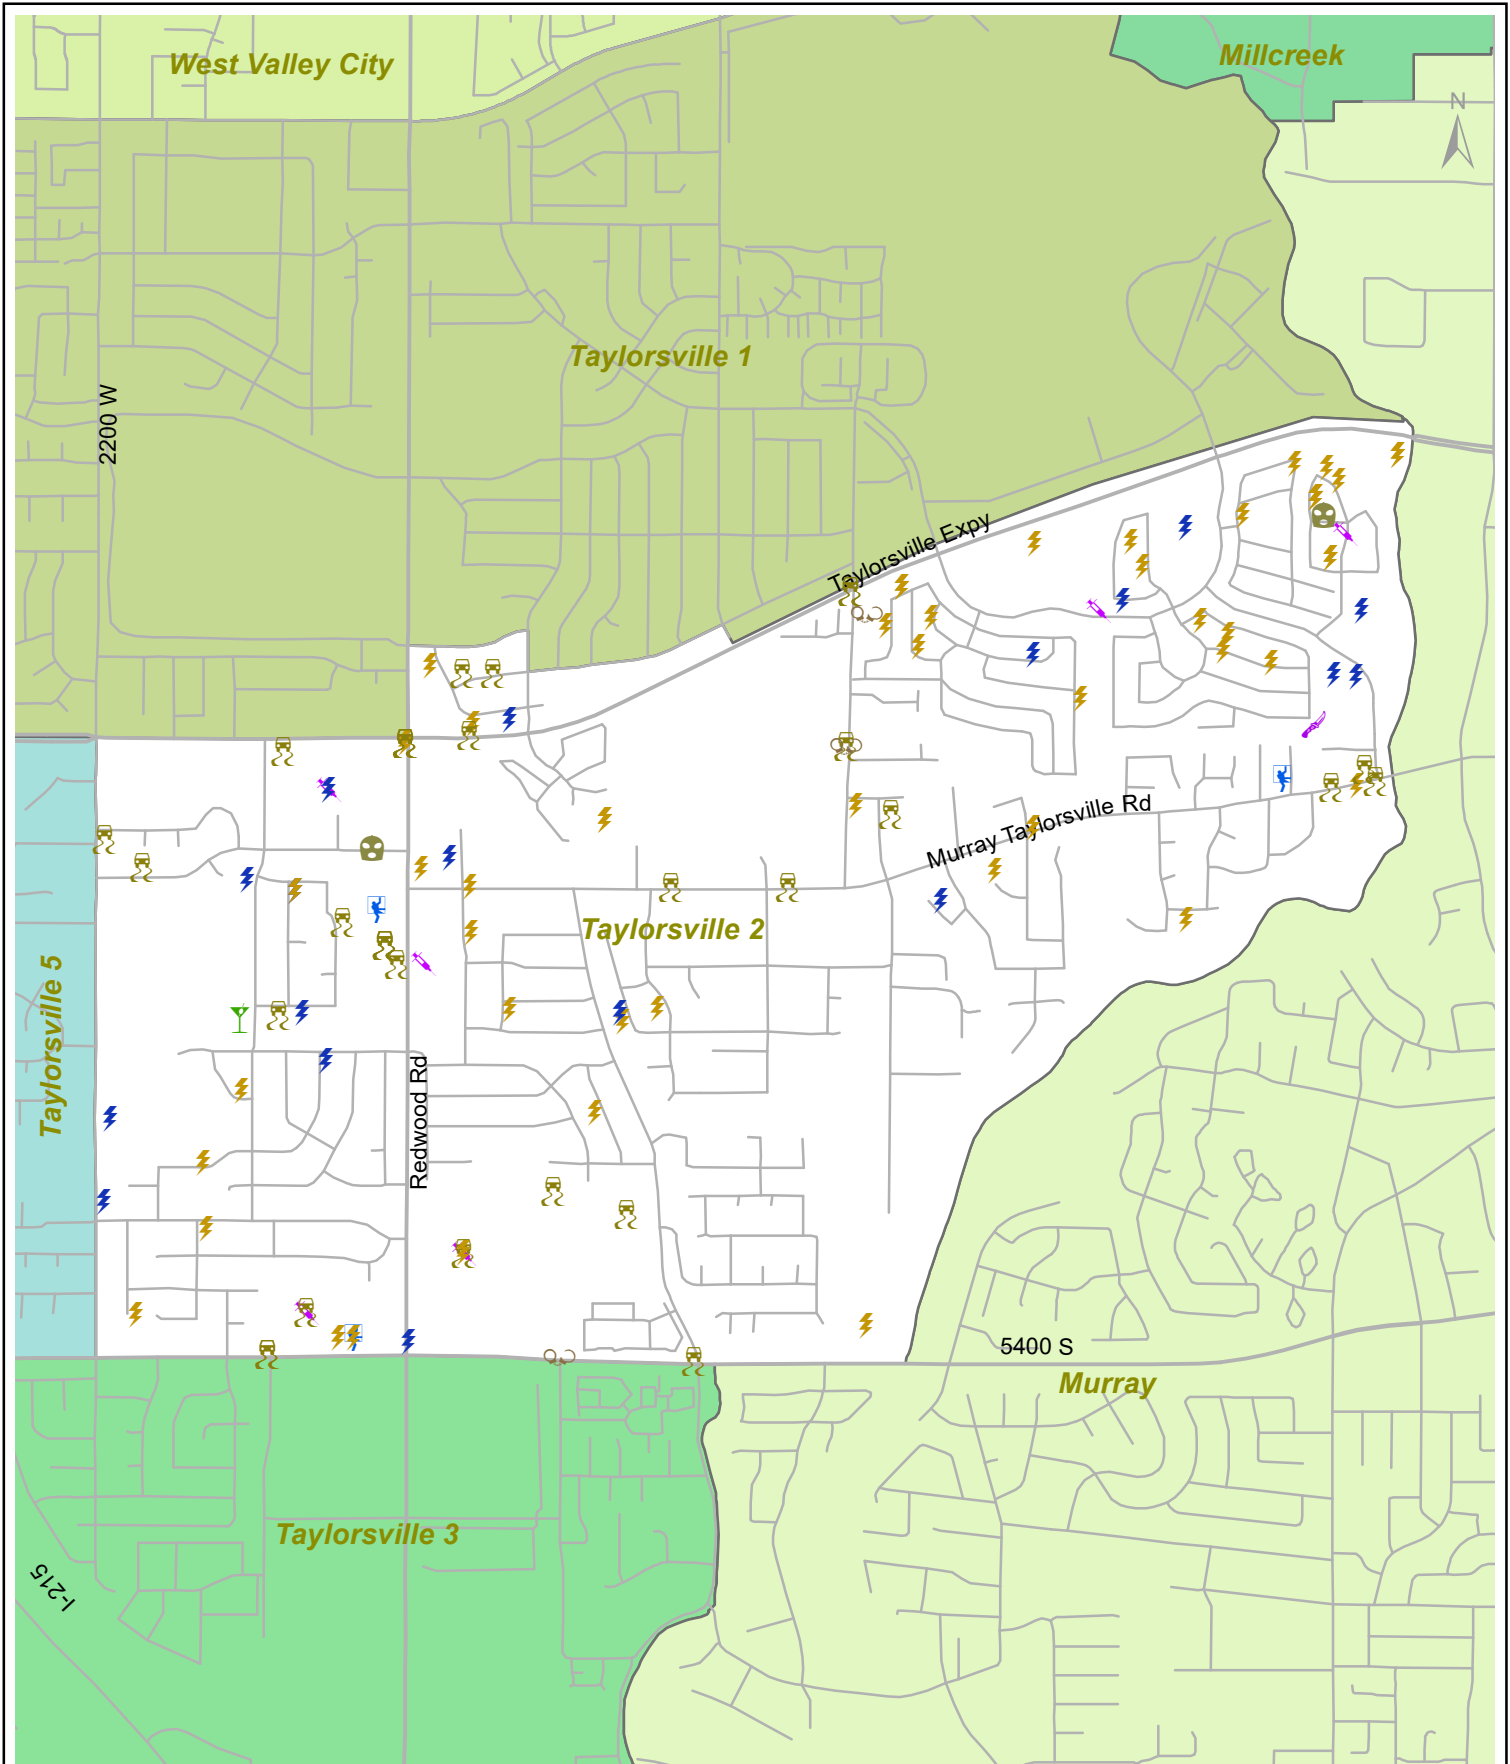 West Valley City
Millcreek
N
Taylorsville 1
2200 W
Taylorsville Expy
Murray Taylorsville Rd
Taylorsville 2
Taylorsville 5
Redwood Rd
5400 S
Murray
Taylorsville 3
I-215